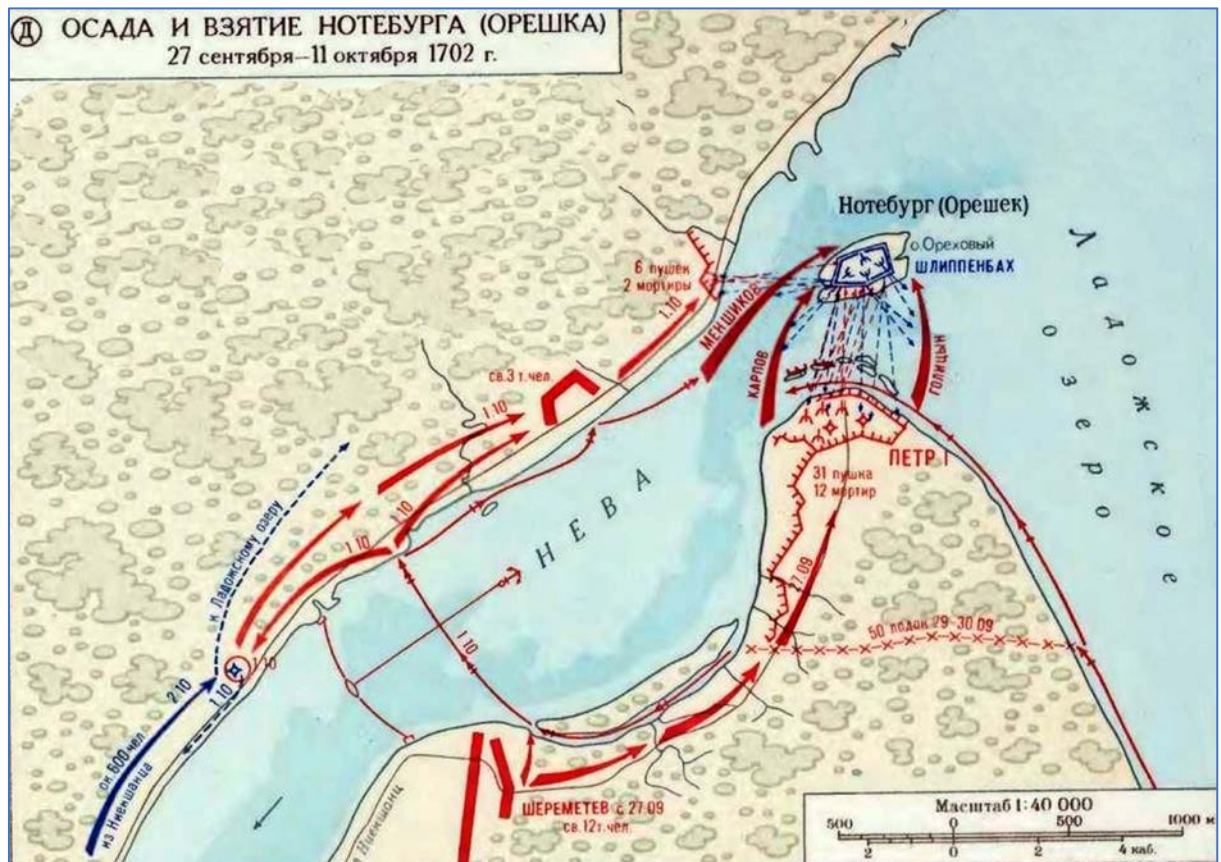 Д ОСАДА И ВЗЯТИЕ НОТЕБУРГА (ОРЕШКА)
27 сентября–11 октября 1702 г.
Нотебург (Орешек)
о. Ореховый
ШЛИППЕНБАХ
6 пушек
2 мортиры
1.10
МЕНШИКОВ
КАРПОВ
ГОЛИЦЫН
Ладожское
озеро
св. 3 т. чел.
1.10
ПЕТР I
31 пушка
12 мортир
НЕВА
1.10
1.10
к Ладожскому озеру
27.09
50 лодок 29-30.09
1.10
1.10
1.10
2.10
ок. 600 чел.
из Ниеншанца
ШЕРЕМЕТЕВ с 27.09
св. 12 т. чел.
Ниеншанц
Масштаб 1:40 000
500 0 500 1000 м
2 0 2 4 каб.